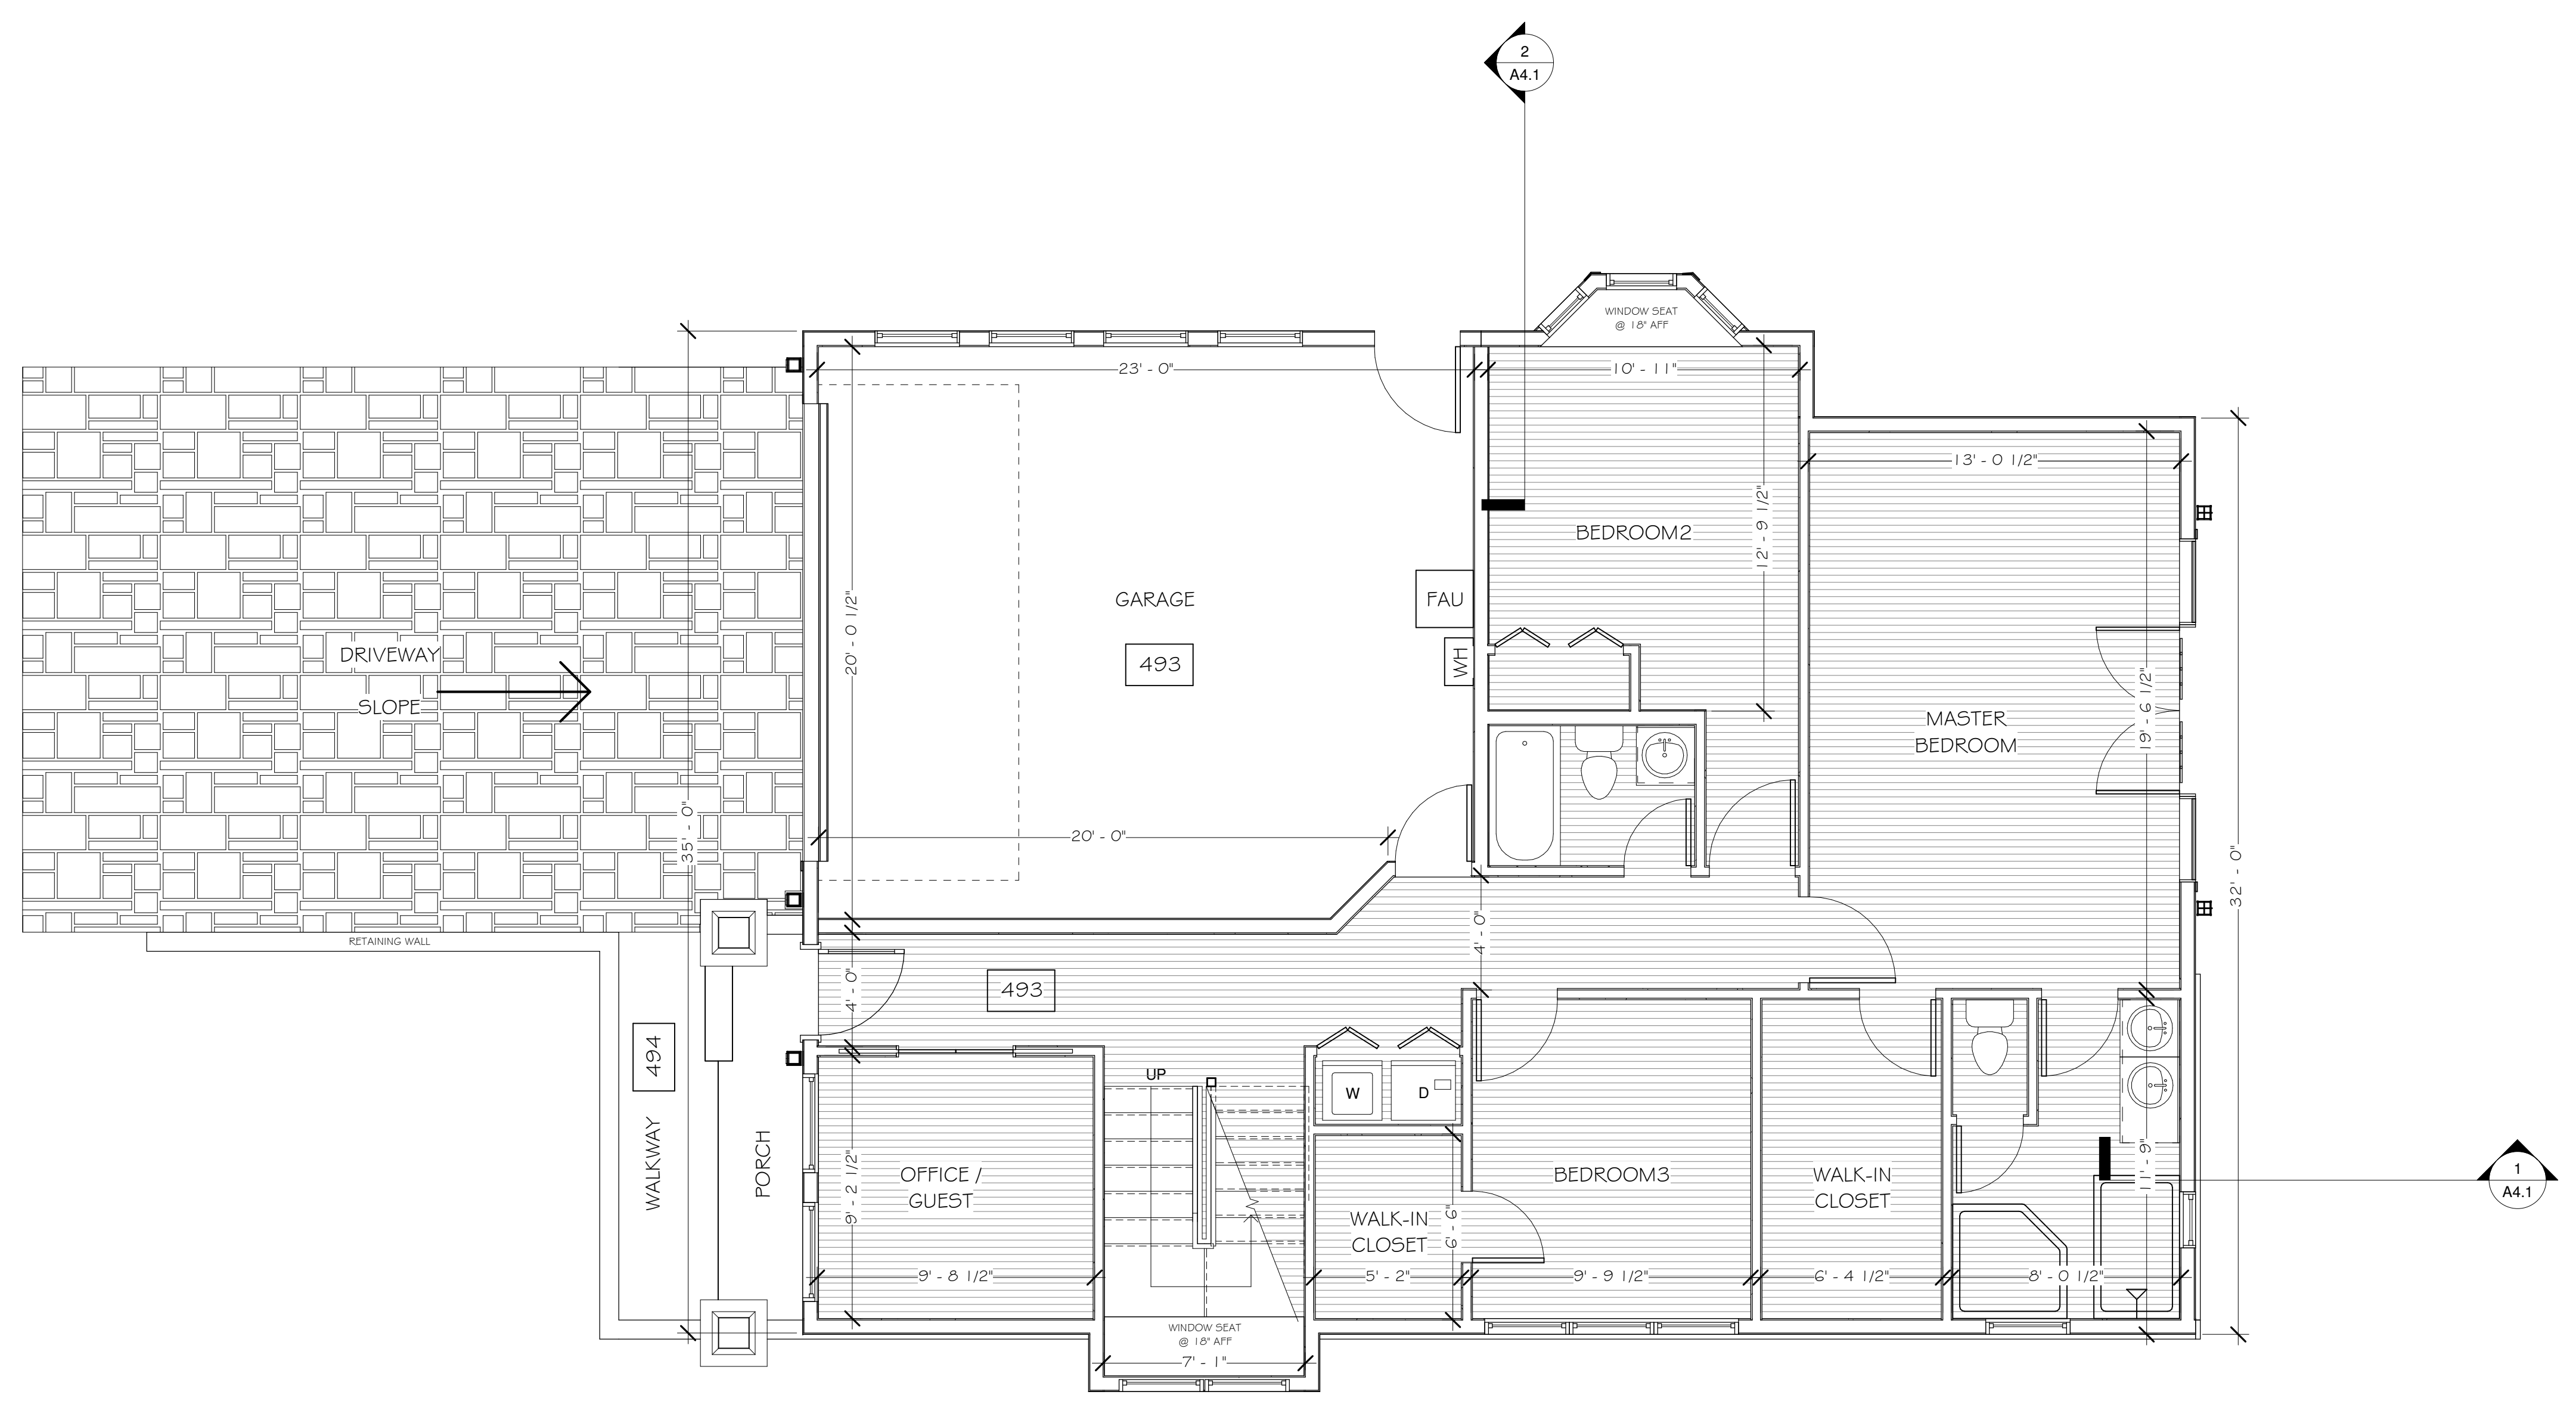 2
A4.1
WINDOW SEAT
@ 18" AFF
23' - 0"
10' - 11"
13' - 0 1/2"
12' - 9 1/2"
BEDROOM2
GARAGE
493
FAU
WH
20' - 0 1/2"
DRIVEWAY
SLOPE
MASTER
BEDROOM
19' - 6 1/2"
35' - 0"
20' - 0"
32' - 0"
RETAINING WALL
4' - 0"
4' - 0"
493
494
WALKWAY
PORCH
UP
W
D
OFFICE /
GUEST
9' - 2 1/2"
WALK-IN
CLOSET
6' - 6"
BEDROOM3
WALK-IN
CLOSET
11' - 9"
1
A4.1
9' - 8 1/2"
5' - 2"
9' - 9 1/2"
6' - 4 1/2"
8' - 0 1/2"
WINDOW SEAT
@ 18" AFF
7' - 1"